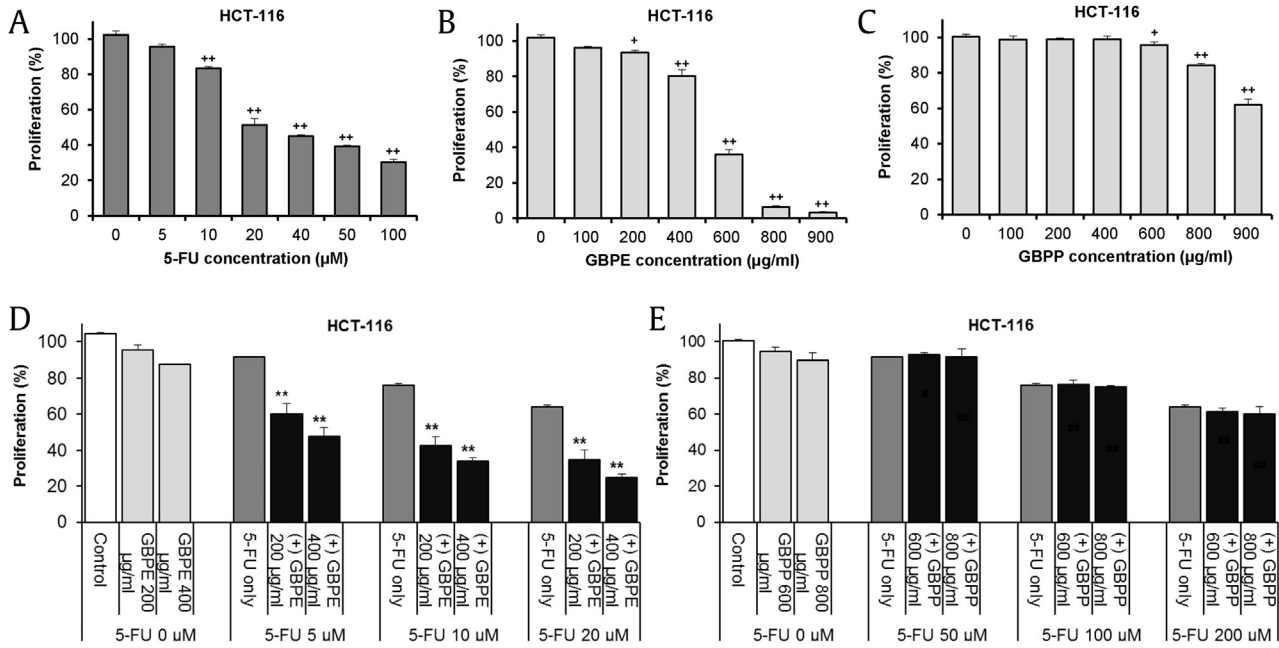 A
HCT-116
Proliferation (%)
120
100
80
60
40
20
0
++
++
++
++
++
0 5 10 20 40 50 100
5-FU concentration (µM)
B
HCT-116
Proliferation (%)
120
100
80
60
40
20
0
+
++
++
++
++
0 100 200 400 600 800 900
GBPE concentration (µg/ml)
C
HCT-116
Proliferation (%)
120
100
80
60
40
20
0
+
++
++
0 100 200 400 600 800 900
GBPP concentration (µg/ml)
D
HCT-116
Proliferation (%)
100
80
60
40
20
0
**
**
**
**
**
**
Control
GBPE 200
µg/ml
GBPE 400
µg/ml
5-FU only
(+) GBPE
200 µg/ml
(+) GBPE
400 µg/ml
5-FU only
(+) GBPE
200 µg/ml
(+) GBPE
400 µg/ml
5-FU only
(+) GBPE
200 µg/ml
(+) GBPE
400 µg/ml
5-FU 0 µM
5-FU 5 µM
5-FU 10 µM
5-FU 20 µM
E
HCT-116
Proliferation (%)
100
80
60
40
20
0
#
##
##
##
##
##
Control
GBPP 600
µg/ml
GBPP 800
µg/ml
5-FU only
(+) GBPP
600 µg/ml
(+) GBPP
800 µg/ml
5-FU only
(+) GBPP
600 µg/ml
(+) GBPP
800 µg/ml
5-FU only
(+) GBPP
600 µg/ml
(+) GBPP
800 µg/ml
5-FU 0 µM
5-FU 50 µM
5-FU 100 µM
5-FU 200 µM